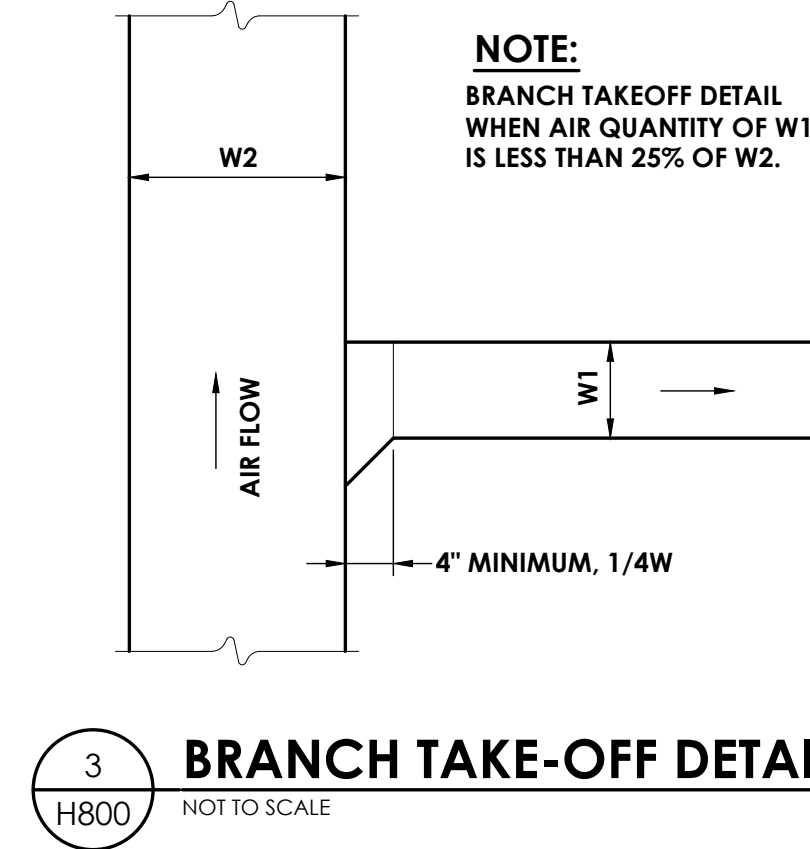 NOTE:
BRANCH TAKEOFF DETAIL
WHEN AIR QUANTITY OF W1
IS LESS THAN 25% OF W2.
W2
W1
AIR FLOW
4" MINIMUM, 1/4W
3
H800
BRANCH TAKE-OFF DETAI
NOT TO SCALE